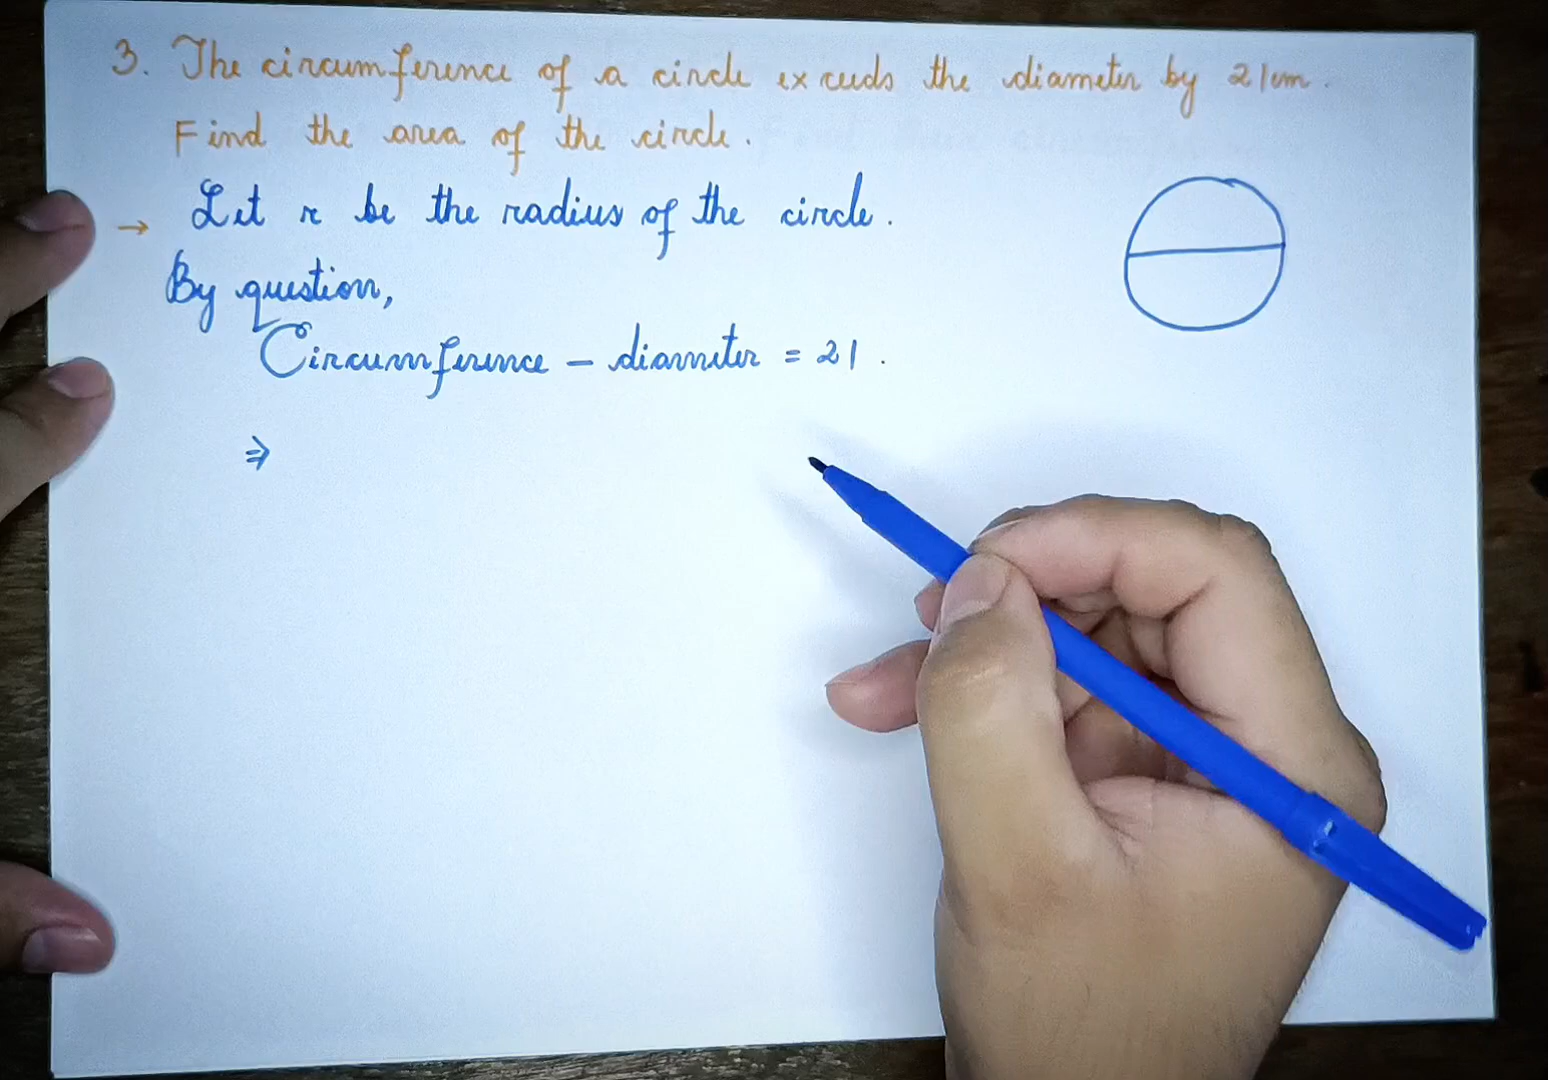 3. The circumference of a circle exceeds the diameter by 21cm.
Find the area of the circle.
→ Let r be the radius of the circle.
By question,
Circumference – diameter = 21.
⇒